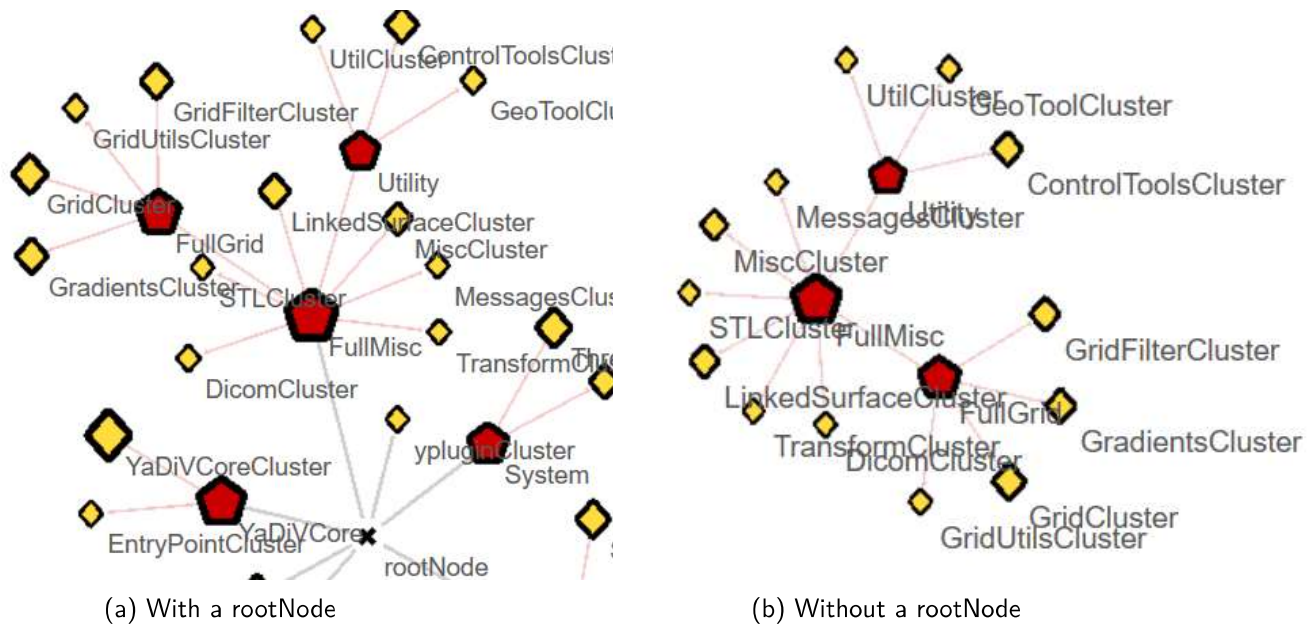 UtilCluster
ControlToolsClust
GridFilterCluster
GeoToolClu
GridUtilsCluster
Utility
GridCluster
LinkedSurfaceCluster
FullGrid
MiscCluster
GradientsCluster
STLCluster
MessagesClus
FullMisc
TransformClu
Thre
DicomCluster
YaDiVCoreCluster
ypluginCluster
System
YaDiVCore
EntryPointCluster
rootNode
(a) With a rootNode
UtilCluster
GeoToolCluster
ControlToolsCluster
MessagesCluster
Utility
MiscCluster
STLCluster
FullMisc
GridFilterCluster
LinkedSurfaceCluster
FullGrid
TransformCluster
GradientsCluster
DicomCluster
GridCluster
GridUtilsCluster
(b) Without a rootNode